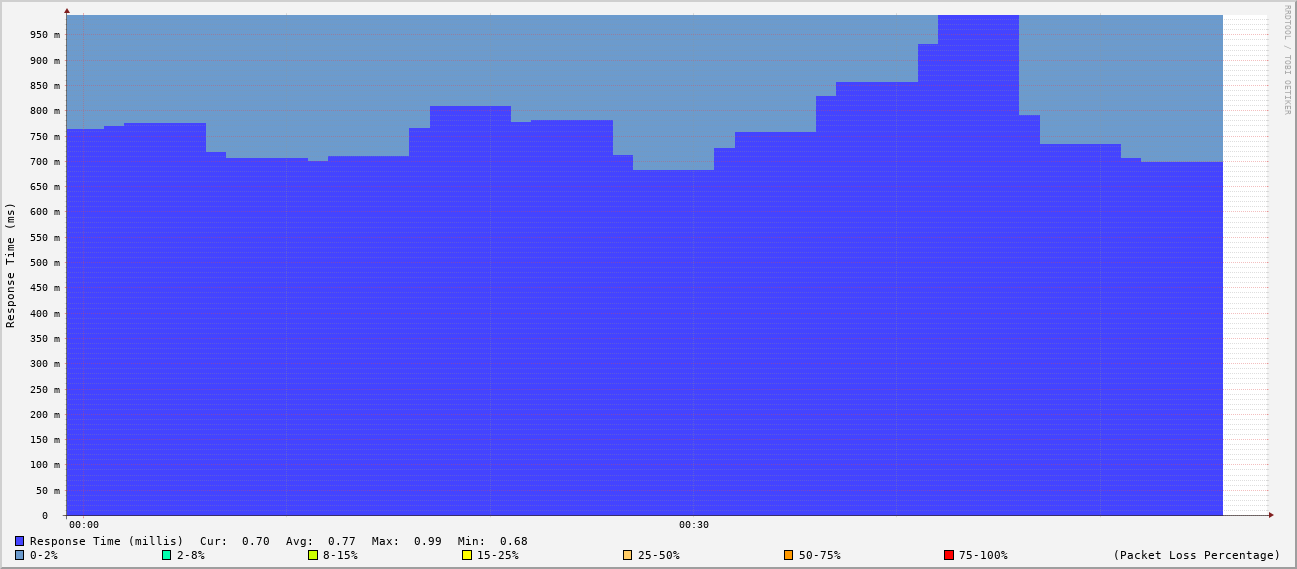 RRDTOOL / TOBI OETIKER
Response Time (ms)
950 m
900 m
850 m
800 m
750 m
700 m
650 m
600 m
550 m
500 m
450 m
400 m
350 m
300 m
250 m
200 m
150 m
100 m
50 m
0
00:00 00:30
Response Time (millis) Cur: 0.70 Avg: 0.77 Max: 0.99 Min: 0.68
0-2% 2-8% 8-15% 15-25% 25-50% 50-75% 75-100% (Packet Loss Percentage)